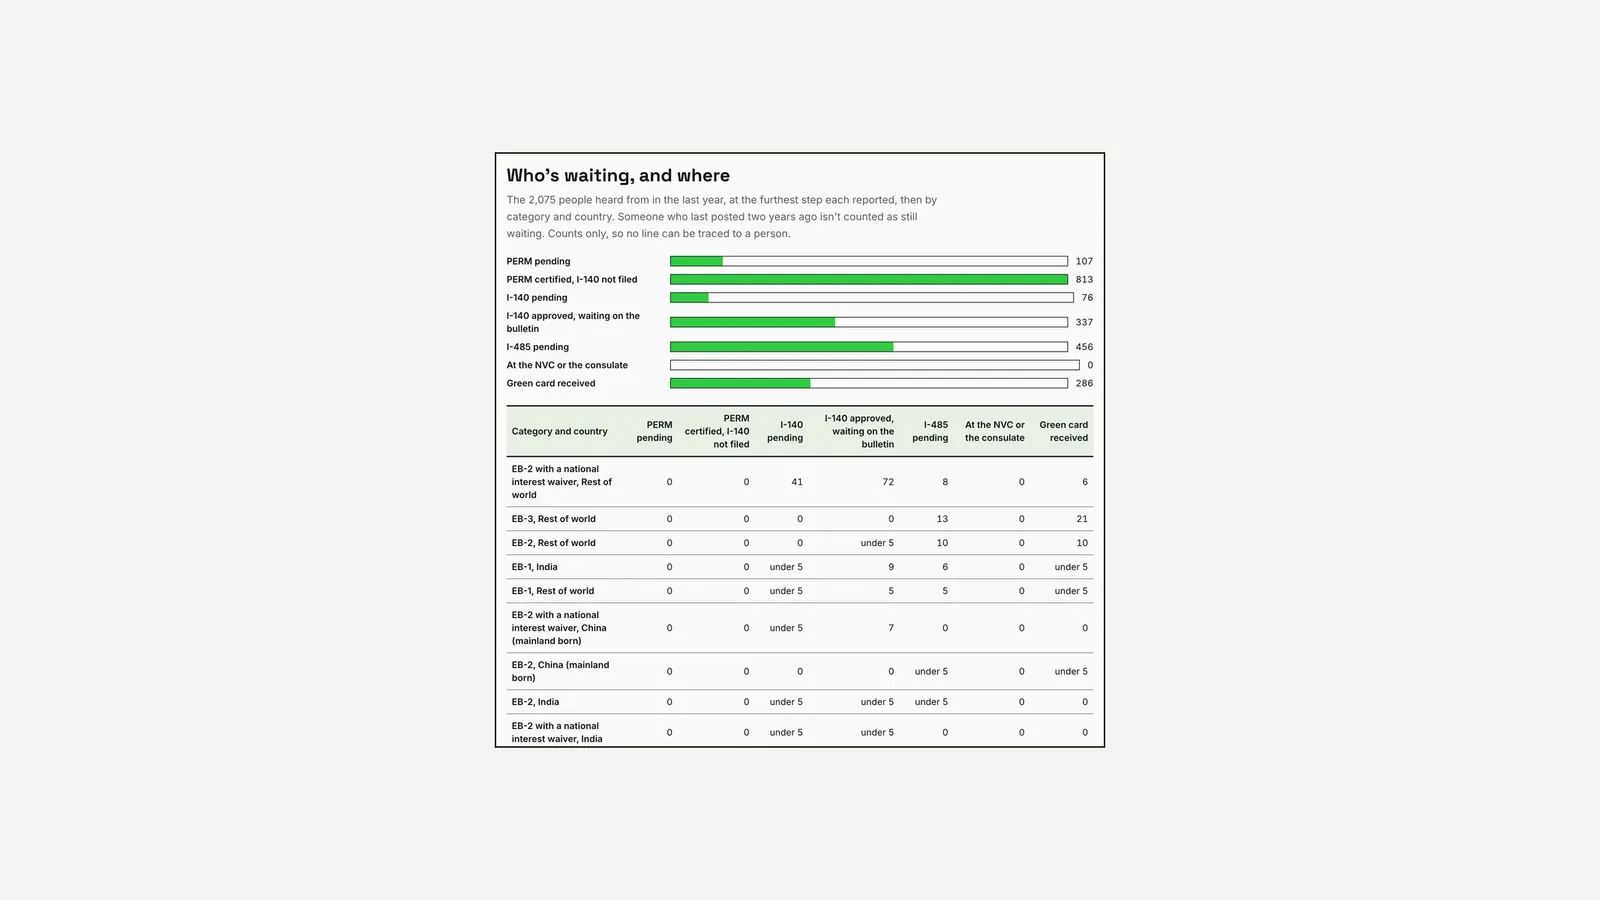 Who's waiting, and where
The 2,075 people heard from in the last year, at the furthest step each reported, then by
category and country. Someone who last posted two years ago isn't counted as still
waiting. Counts only, so no line can be traced to a person.
PERM pending 107
PERM certified, I-140 not filed 813
I-140 pending 76
I-140 approved, waiting on the
bulletin 337
I-485 pending 456
At the NVC or the consulate 0
Green card received 286
Category and country PERM pending PERM certified, I-140 not filed I-140 pending I-140 approved, waiting on the bulletin I-485 pending At the NVC or the consulate Green card received
EB-2 with a national
interest waiver, Rest of
world 0 0 41 72 8 0 6
EB-3, Rest of world 0 0 0 0 13 0 21
EB-2, Rest of world 0 0 0 under 5 10 0 10
EB-1, India 0 0 under 5 9 6 0 under 5
EB-1, Rest of world 0 0 under 5 5 5 0 under 5
EB-2 with a national
interest waiver, China
(mainland born) 0 0 under 5 7 0 0 0
EB-2, China (mainland
born) 0 0 0 0 under 5 0 under 5
EB-2, India 0 0 under 5 under 5 under 5 0 0
EB-2 with a national
interest waiver, India 0 0 under 5 under 5 0 0 0